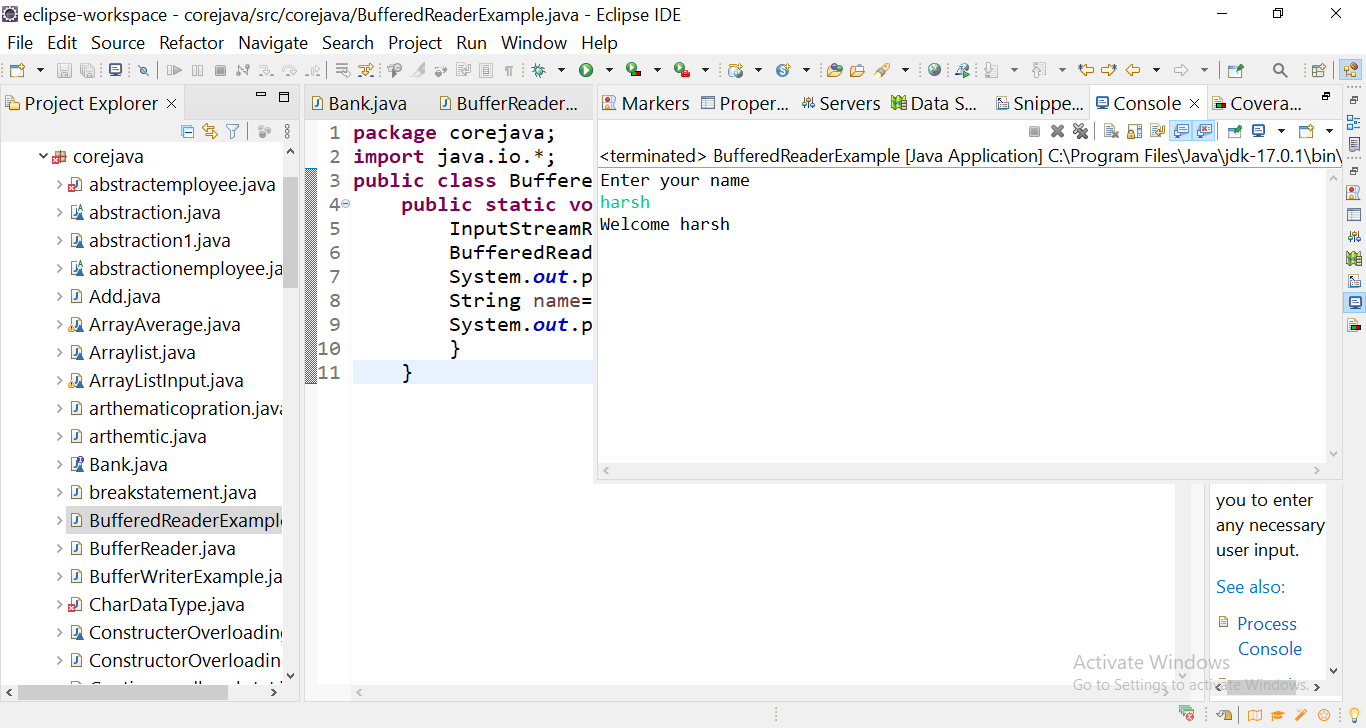 eclipse-workspace - corejava/src/corejava/BufferedReaderExample.java - Eclipse IDE
File Edit Source Refactor Navigate Search Project Run Window Help
Project Explorer
corejava
abstractemployee.java
abstraction.java
abstraction1.java
abstractionemployee.ja
Add.java
ArrayAverage.java
Arraylist.java
ArrayListInput.java
arthematicopration.java
arthemtic.java
Bank.java
breakstatement.java
BufferedReaderExampl
BufferReader.java
BufferWriterExample.ja
CharDataType.java
ConstructerOverloadin
ConstructorOverloadin
Bank.java BufferReader...
1 package corejava;
2 import java.io.*;
3 public class Buffere
4 public static vo
5 InputStreamR
6 BufferedRead
7 System.out.p
8 String name=
9 System.out.p
10 }
11 }
Markers Proper... Servers Data S... Snippe... Console Covera...
<terminated> BufferedReaderExample [Java Application] C:\Program Files\Java\jdk-17.0.1\bin\
Enter your name
harsh
Welcome harsh
you to enter
any necessary
user input.
See also:
Process
Console
Activate Windows
Go to Settings to activate Windows.